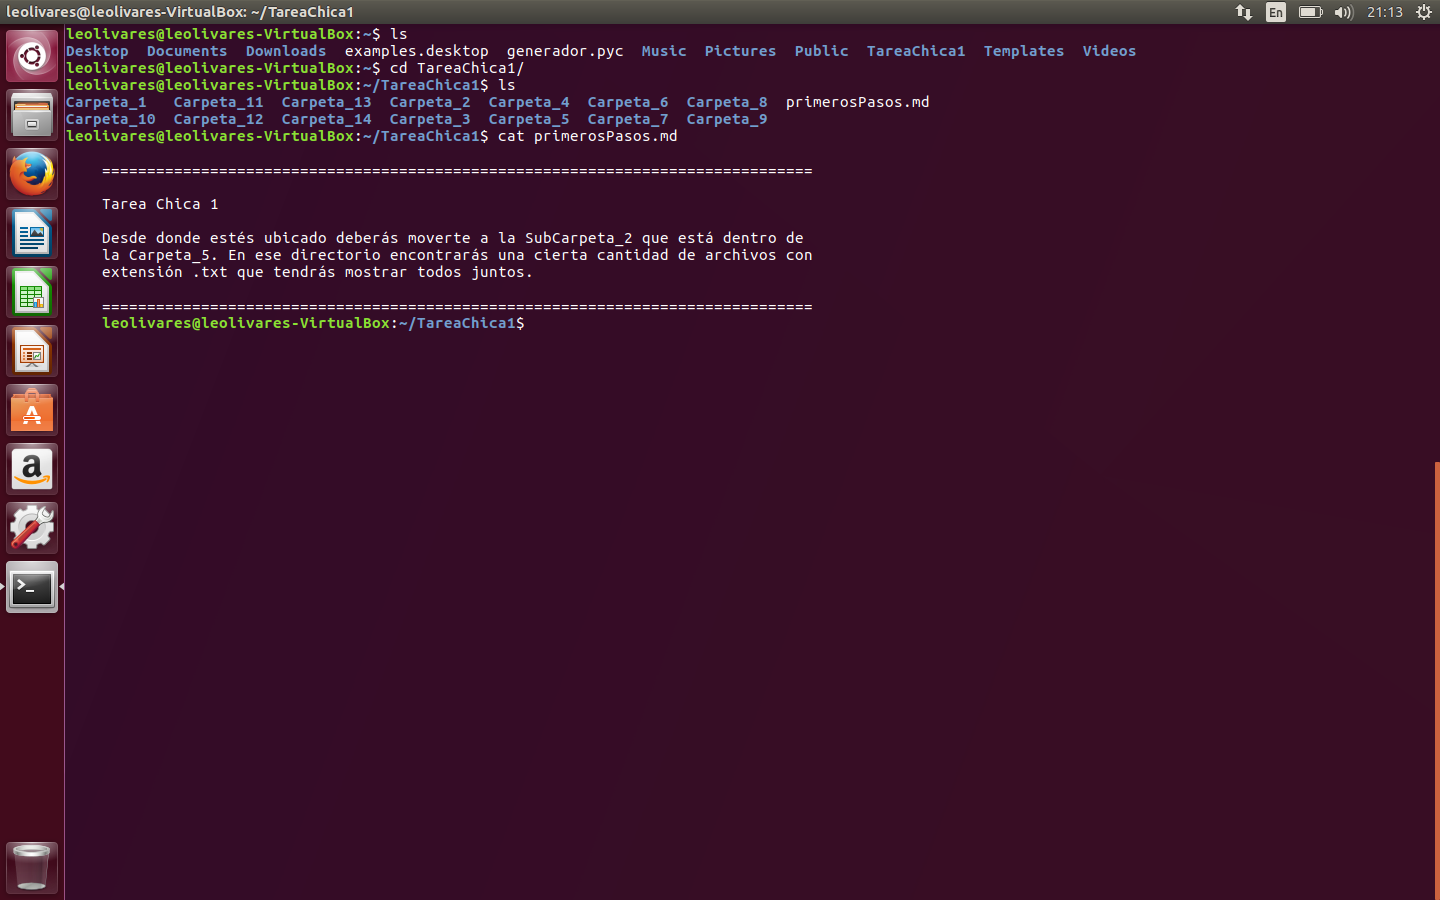 leolivares@leolivares-VirtualBox: ~/TareaChica1
En
21:13
leolivares@leolivares-VirtualBox:~$ ls
Desktop  Documents  Downloads  examples.desktop  generador.pyc  Music  Pictures  Public  TareaChica1  Templates  Videos
leolivares@leolivares-VirtualBox:~$ cd TareaChica1/
leolivares@leolivares-VirtualBox:~/TareaChica1$ ls
Carpeta_1   Carpeta_11  Carpeta_13  Carpeta_2  Carpeta_4  Carpeta_6  Carpeta_8  primerosPasos.md
Carpeta_10  Carpeta_12  Carpeta_14  Carpeta_3  Carpeta_5  Carpeta_7  Carpeta_9
leolivares@leolivares-VirtualBox:~/TareaChica1$ cat primerosPasos.md
===============================================================================
Tarea Chica 1
Desde donde estés ubicado deberás moverte a la SubCarpeta_2 que está dentro de
la Carpeta_5. En ese directorio encontrarás una cierta cantidad de archivos con
extensión .txt que tendrás mostrar todos juntos.
===============================================================================
leolivares@leolivares-VirtualBox:~/TareaChica1$